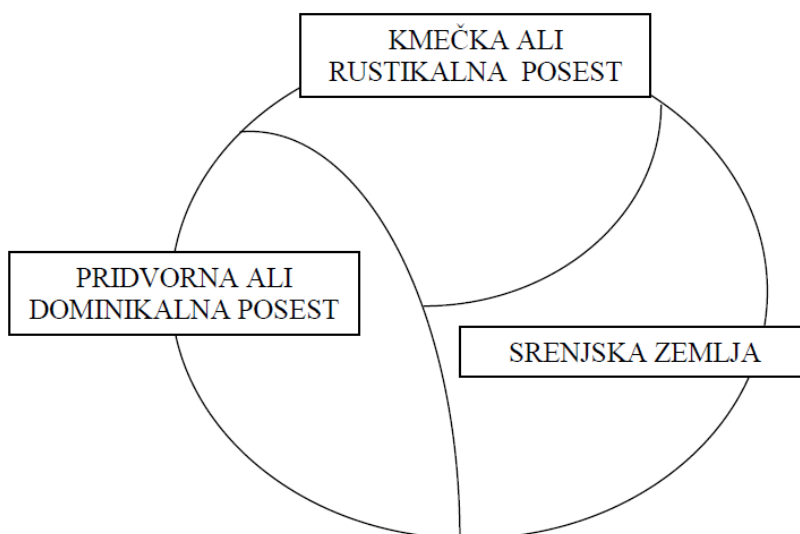 KMEČKA ALI
RUSTIKALNA POSEST
PRIDVORNA ALI
DOMINIKALNA POSEST
SRENJSKA ZEMLJA